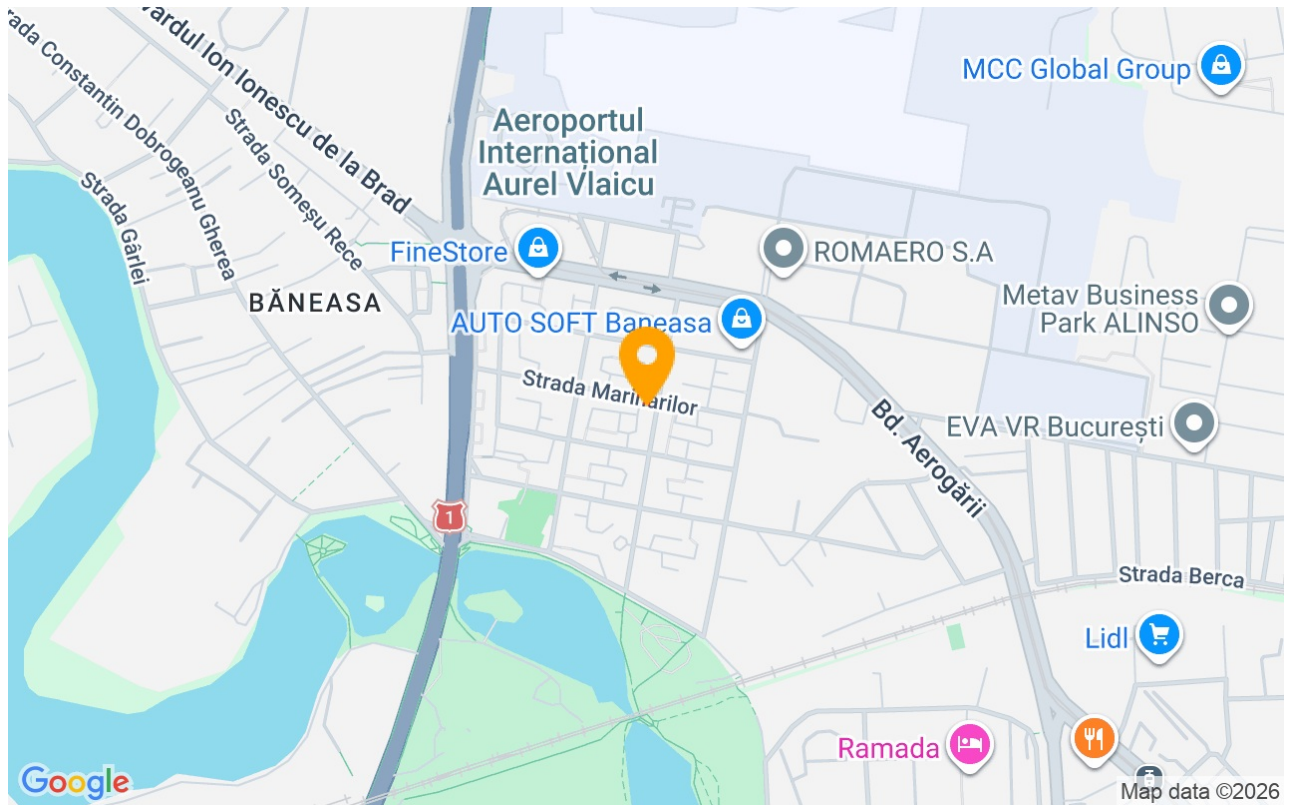 vardul Ion Ionescu de la Brad
rada Constantin Dobrogeanu Gherea
Strada Someșu Rece
Strada Gârlei
BĂNEASA
Aeroportul
Internațional
Aurel Vlaicu
MCC Global Group
FineStore
ROMAERO S.A
Metav Business
Park ALINSO
AUTO SOFT Baneasa
Strada Marinarilor
EVA VR București
Bd. Aerogării
1
Strada Berca
Lidl
Ramada
Google
Map data ©2026